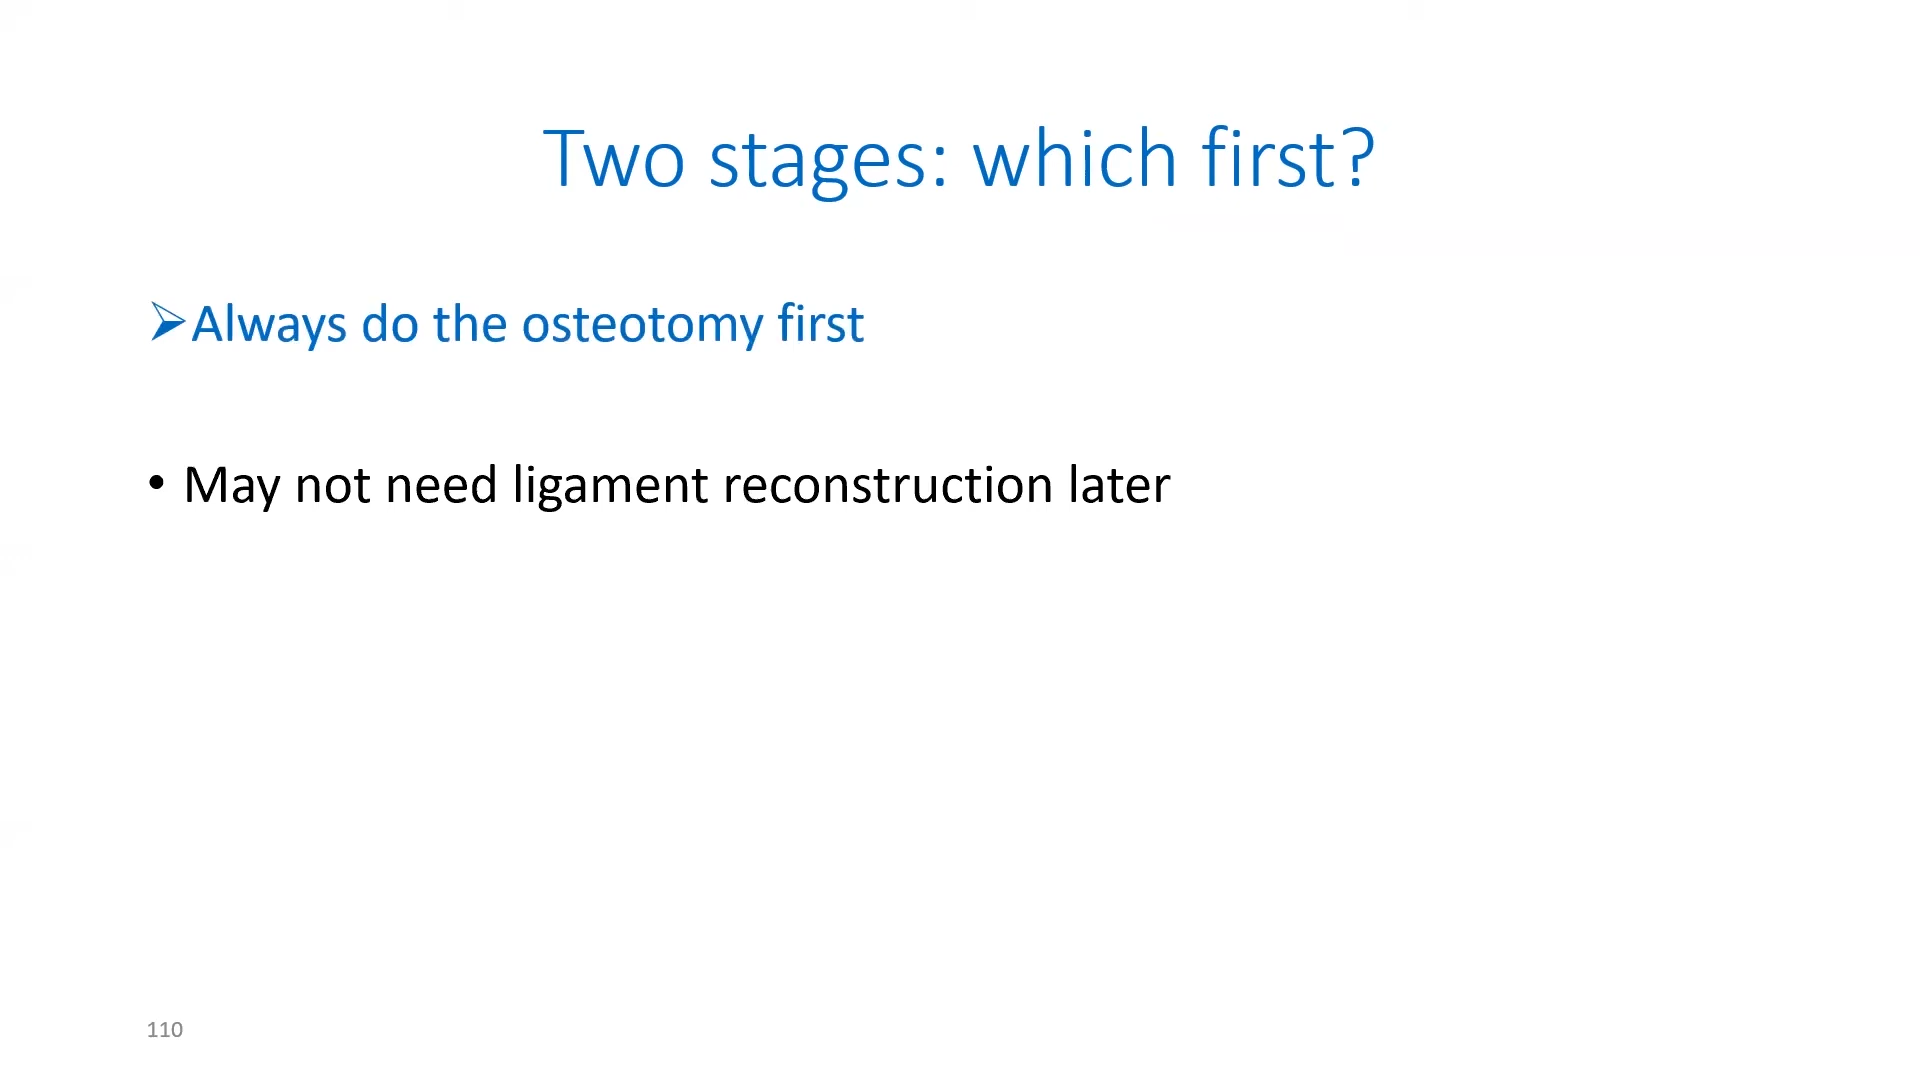 Two stages: which first?
➢Always do the osteotomy first
• May not need ligament reconstruction later
110